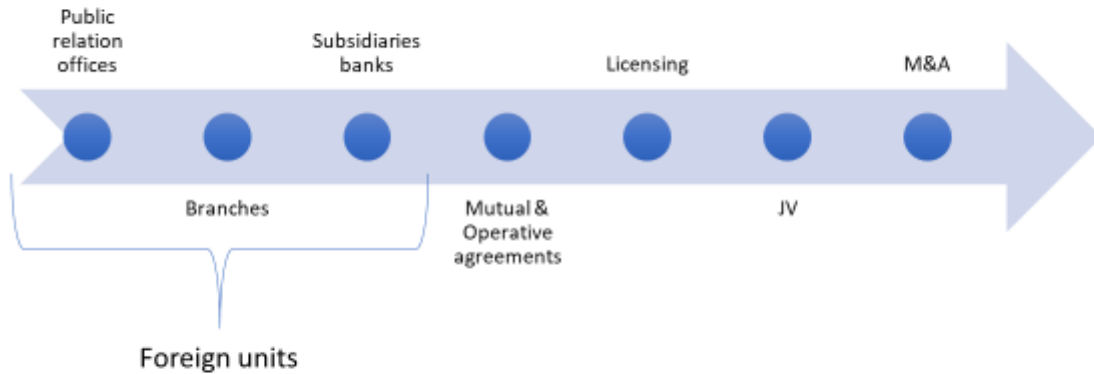 Public
relation
offices
Subsidiaries
banks
Licensing
M&A
Branches
Mutual &
Operative
agreements
JV
Foreign units